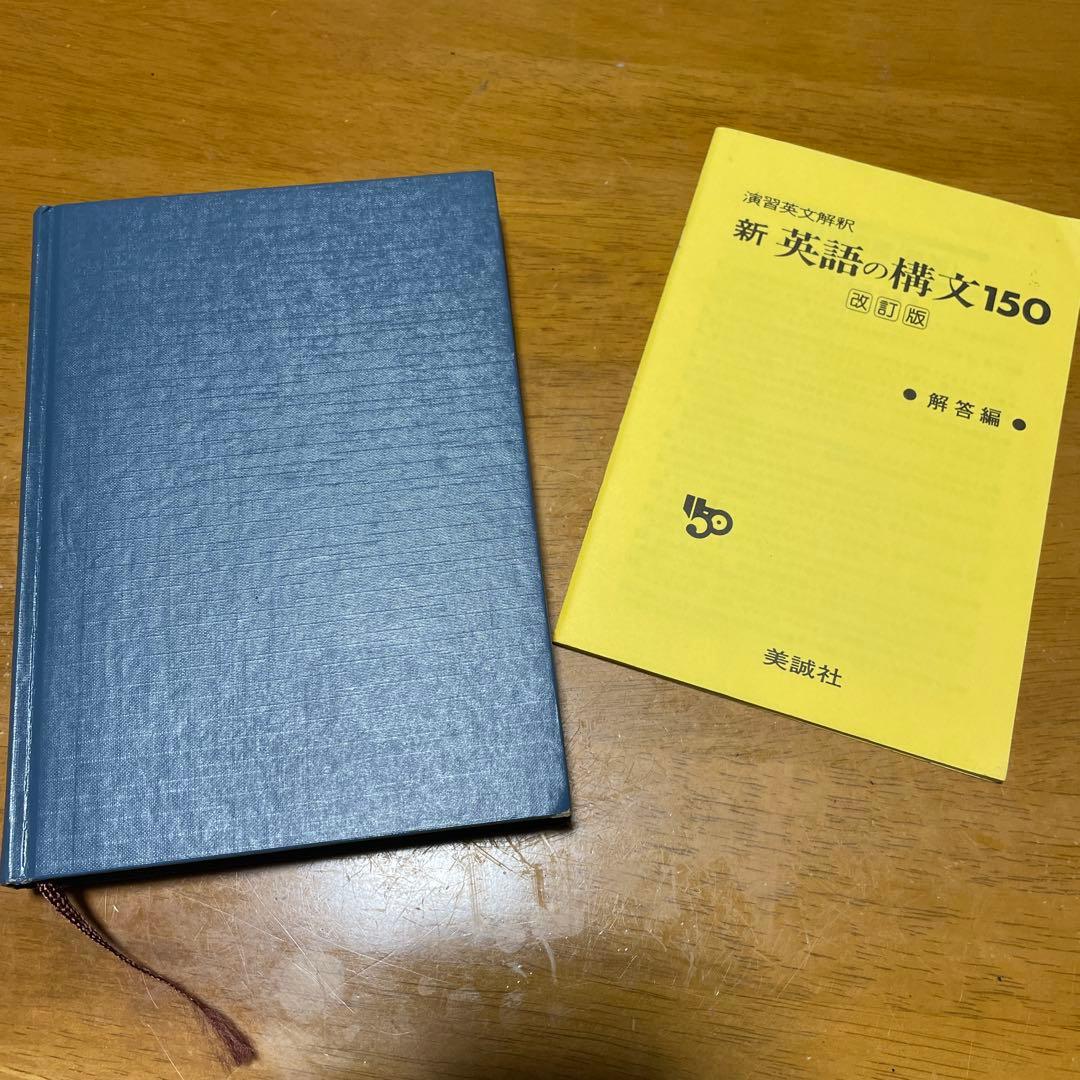 演習英文解釈
新 英語の構文150
改訂版
● 解答編 ●
150
美誠社